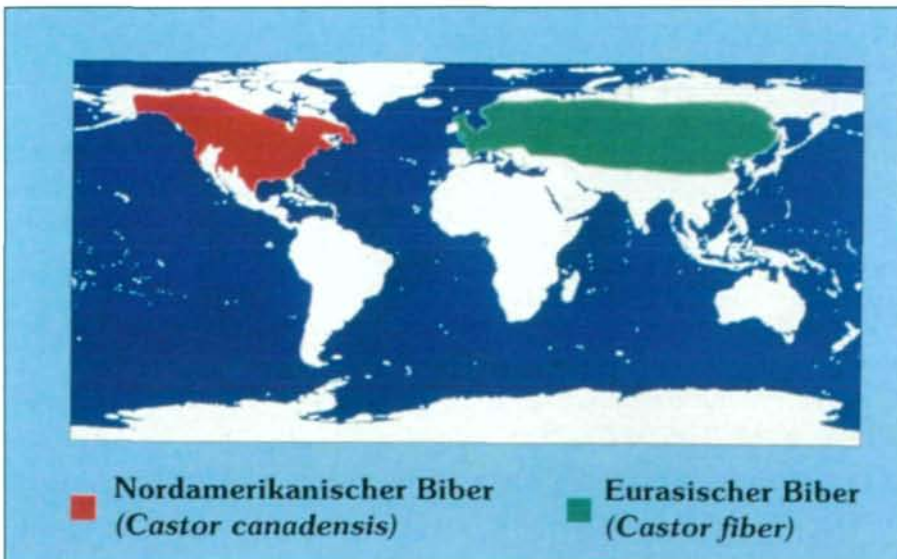 Nordamerikanischer Biber
(Castor canadensis)
Eurasischer Biber
(Castor fiber)